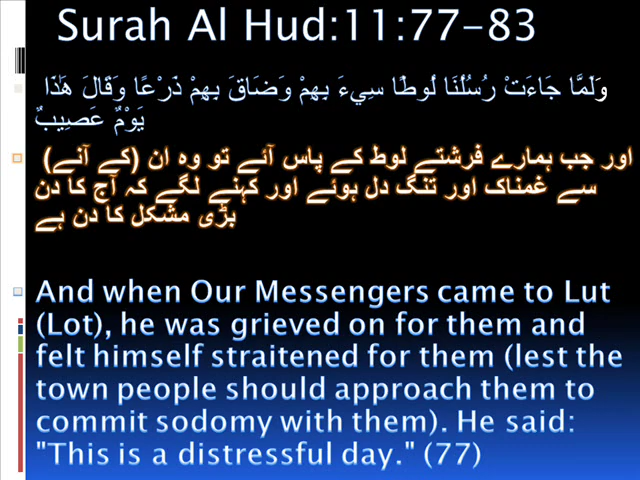 Surah Al Hud:11:77-83
وَلَمَّا جَاءَتْ رُسُلُنَا لُوطًا سِيءَ بِهِمْ وَضَاقَ بِهِمْ ذَرْعًا وَقَالَ هَٰذَا
يَوْمٌ عَصِيبٌ
اور جب ہمارے فرشتے لوط کے پاس آئے تو وہ ان (کے آنے)
سے غمناک اور تنگ دل ہوئے اور کہنے لگے کہ آج کا دن
بڑی مشکل کا دن ہے
And when Our Messengers came to Lut
(Lot), he was grieved on for them and
felt himself straitened for them (lest the
town people should approach them to
commit sodomy with them). He said:
"This is a distressful day." (77)